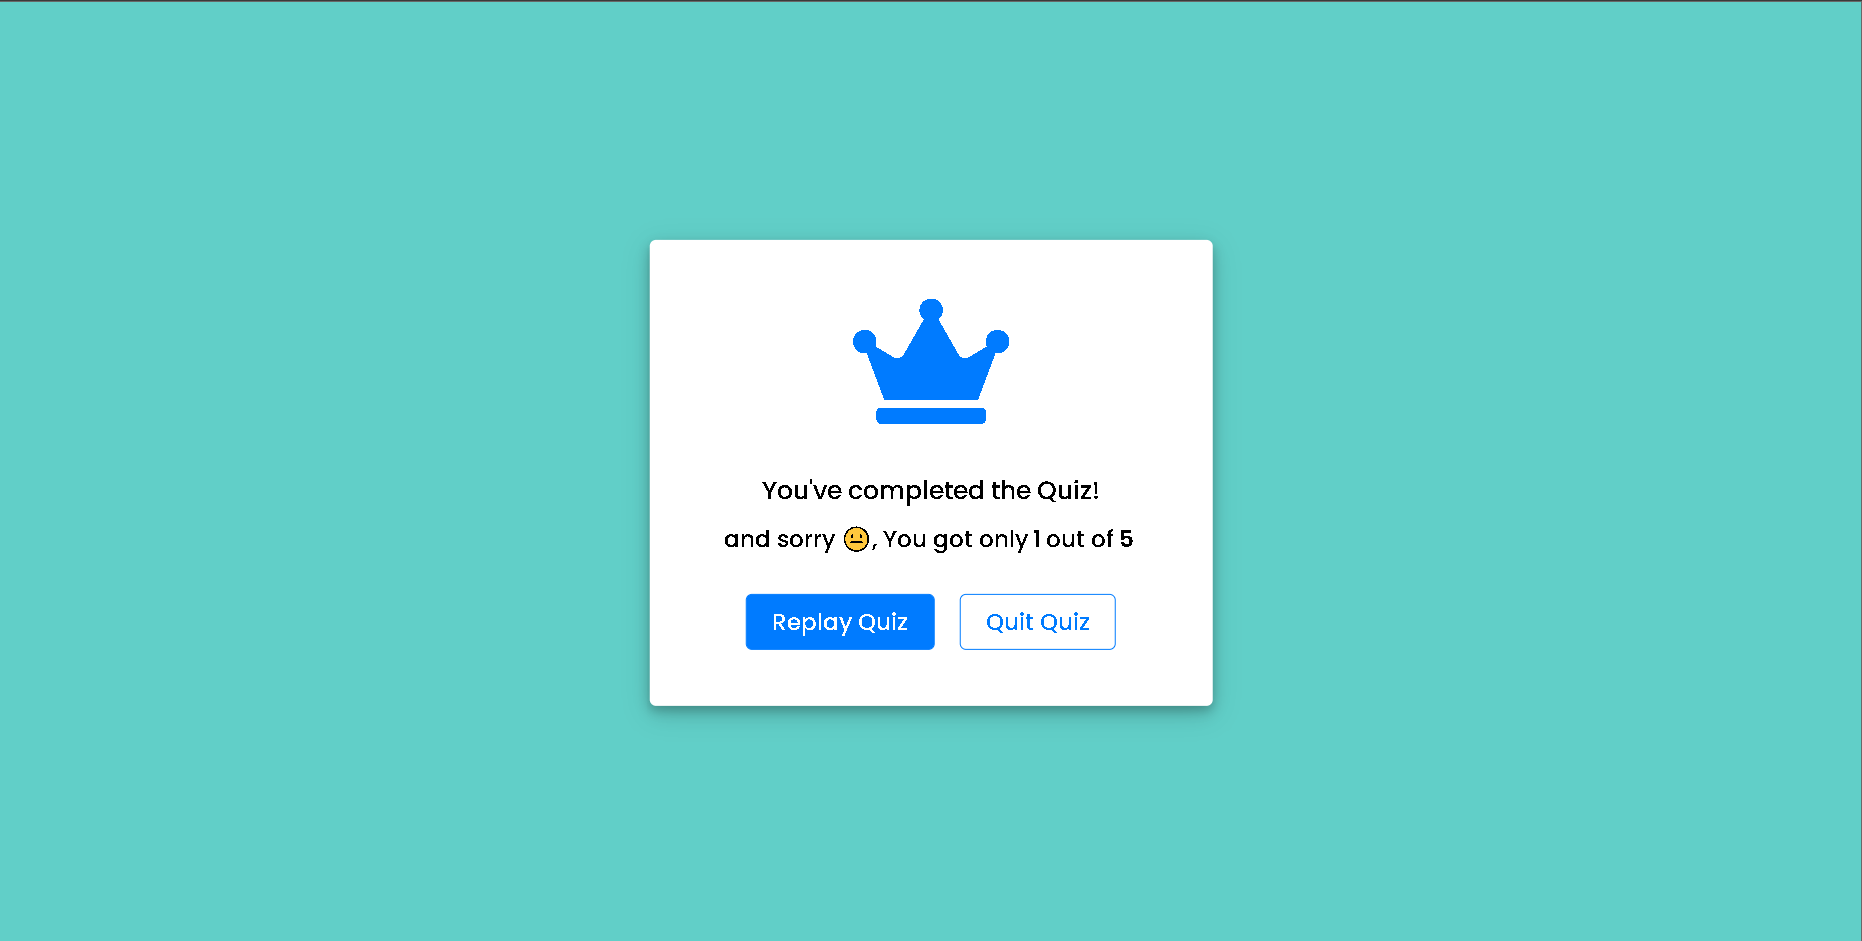 You've completed the Quiz!
and sorry 😐, You got only 1 out of 5
Replay Quiz
Quit Quiz